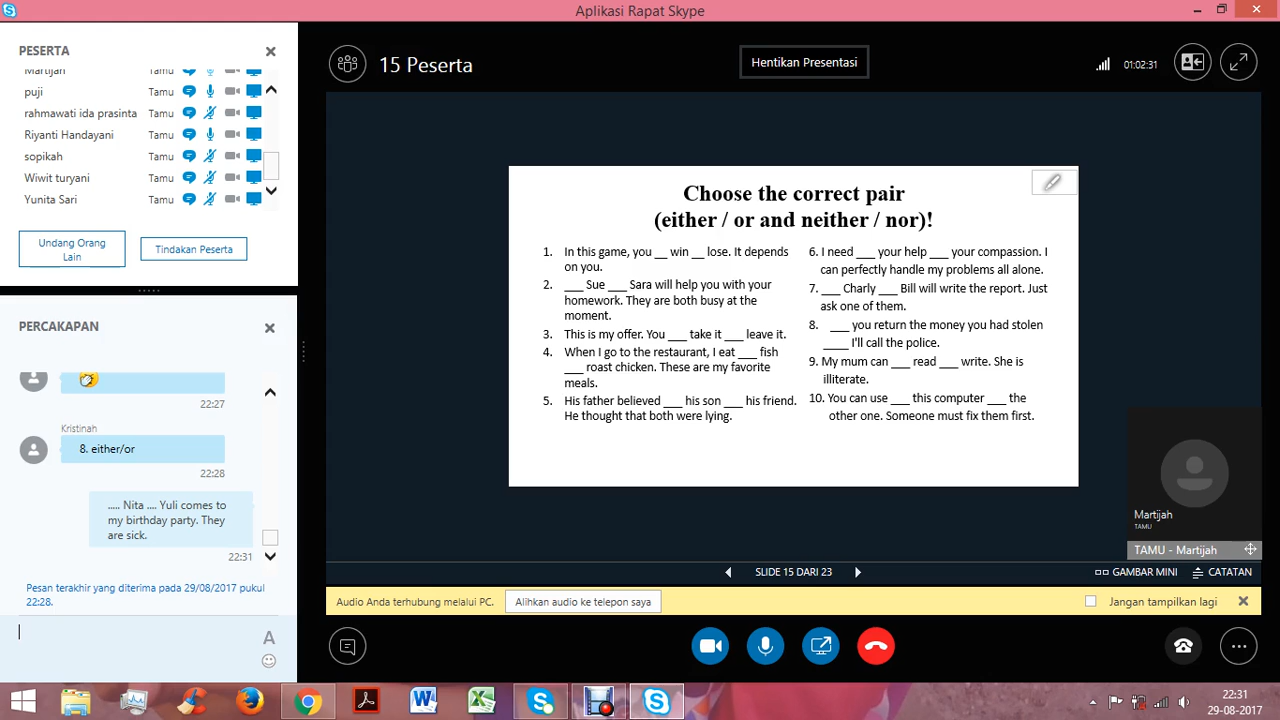 Aplikasi Rapat Skype
PESERTA
Martijah Tamu
puji Tamu
rahmawati ida prasinta Tamu
Riyanti Handayani Tamu
sopikah Tamu
Wiwit turyani Tamu
Yunita Sari Tamu
Undang Orang
Lain
Tindakan Peserta
PERCAKAPAN
22:27
Kristinah
8. either/or
22:28
..... Nita .... Yuli comes to
my birthday party. They
are sick.
22:31
Pesan terakhir yang diterima pada 29/08/2017 pukul
22:28.
A
15 Peserta
Hentikan Presentasi
01:02:31
Choose the correct pair
(either / or and neither / nor)!
1. In this game, you __ win __ lose. It depends
on you.
2. ___ Sue ___ Sara will help you with your
homework. They are both busy at the
moment.
3. This is my offer. You ___ take it ___ leave it.
4. When I go to the restaurant, I eat ___ fish
___ roast chicken. These are my favorite
meals.
5. His father believed ___ his son ___ his friend.
He thought that both were lying.
6. I need ___ your help ___ your compassion. I
can perfectly handle my problems all alone.
7. ___ Charly ___ Bill will write the report. Just
ask one of them.
8. ___ you return the money you had stolen
____ I'll call the police.
9. My mum can ___ read ___ write. She is
illiterate.
10. You can use ___ this computer ___ the
other one. Someone must fix them first.
Martijah
TAMU
TAMU - Martijah
SLIDE 15 DARI 23
GAMBAR MINI
CATATAN
Audio Anda terhubung melalui PC.
Alihkan audio ke telepon saya
Jangan tampilkan lagi
22:31
29-08-2017